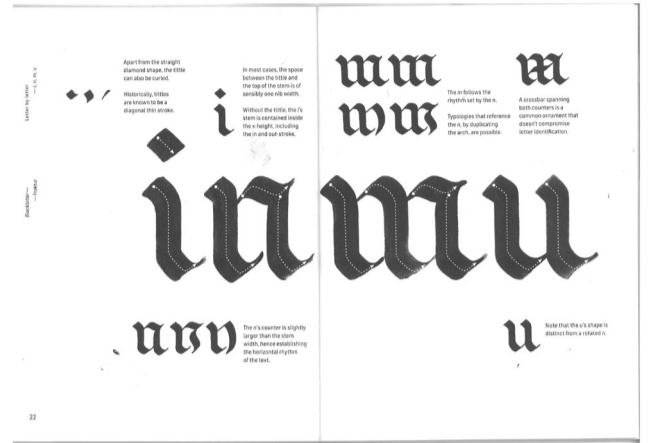 Letter by letter
— i, n, m, u
Blackletter—
— Fraktur
Apart from the straight
diamond shape, the tittle
can also be curled.
Historically, tittles
are known to be a
diagonal thin stroke.
In most cases, the space
between the tittle and
the top of the stem is of
sensibly one nib width.
Without the tittle, the i's
stem is contained inside
the x-height, including
the in and out-stroke.
i
i n
n n n
The n's counter is slightly
larger than the stem
width, hence establishing
the horizontal rhythm
of the text.
22
m m
m m
The m follows the
rhythm set by the n.
Typologies that reference
the n, by duplicating
the arch, are possible.
m
A crossbar spanning
both counters is a
common ornament that
doesn't compromise
letter identification.
m u
u
Note that the u's shape is
distinct from a rotated n.